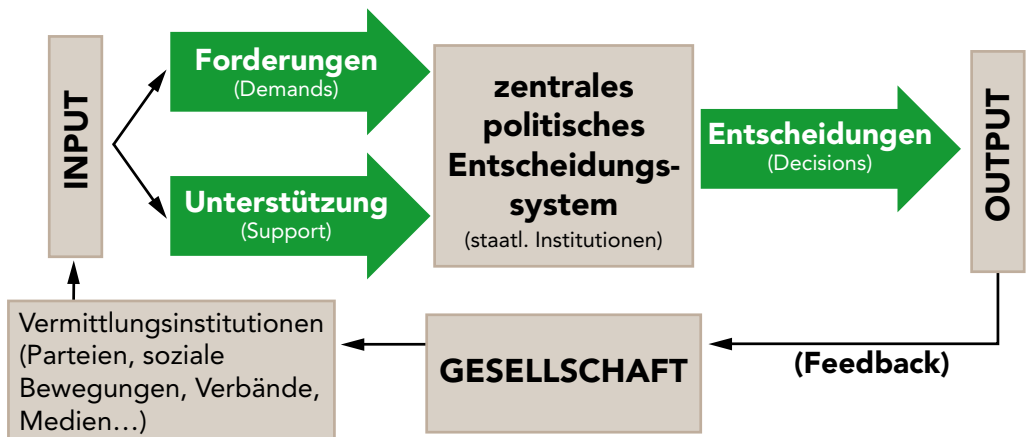 INPUT
Forderungen
(Demands)
Unterstützung
(Support)
zentrales
politisches
Entscheidungs-
system
(staatl. Institutionen)
Entscheidungen
(Decisions)
OUTPUT
(Feedback)
GESELLSCHAFT
Vermittlungsinstitutionen
(Parteien, soziale
Bewegungen, Verbände,
Medien…)